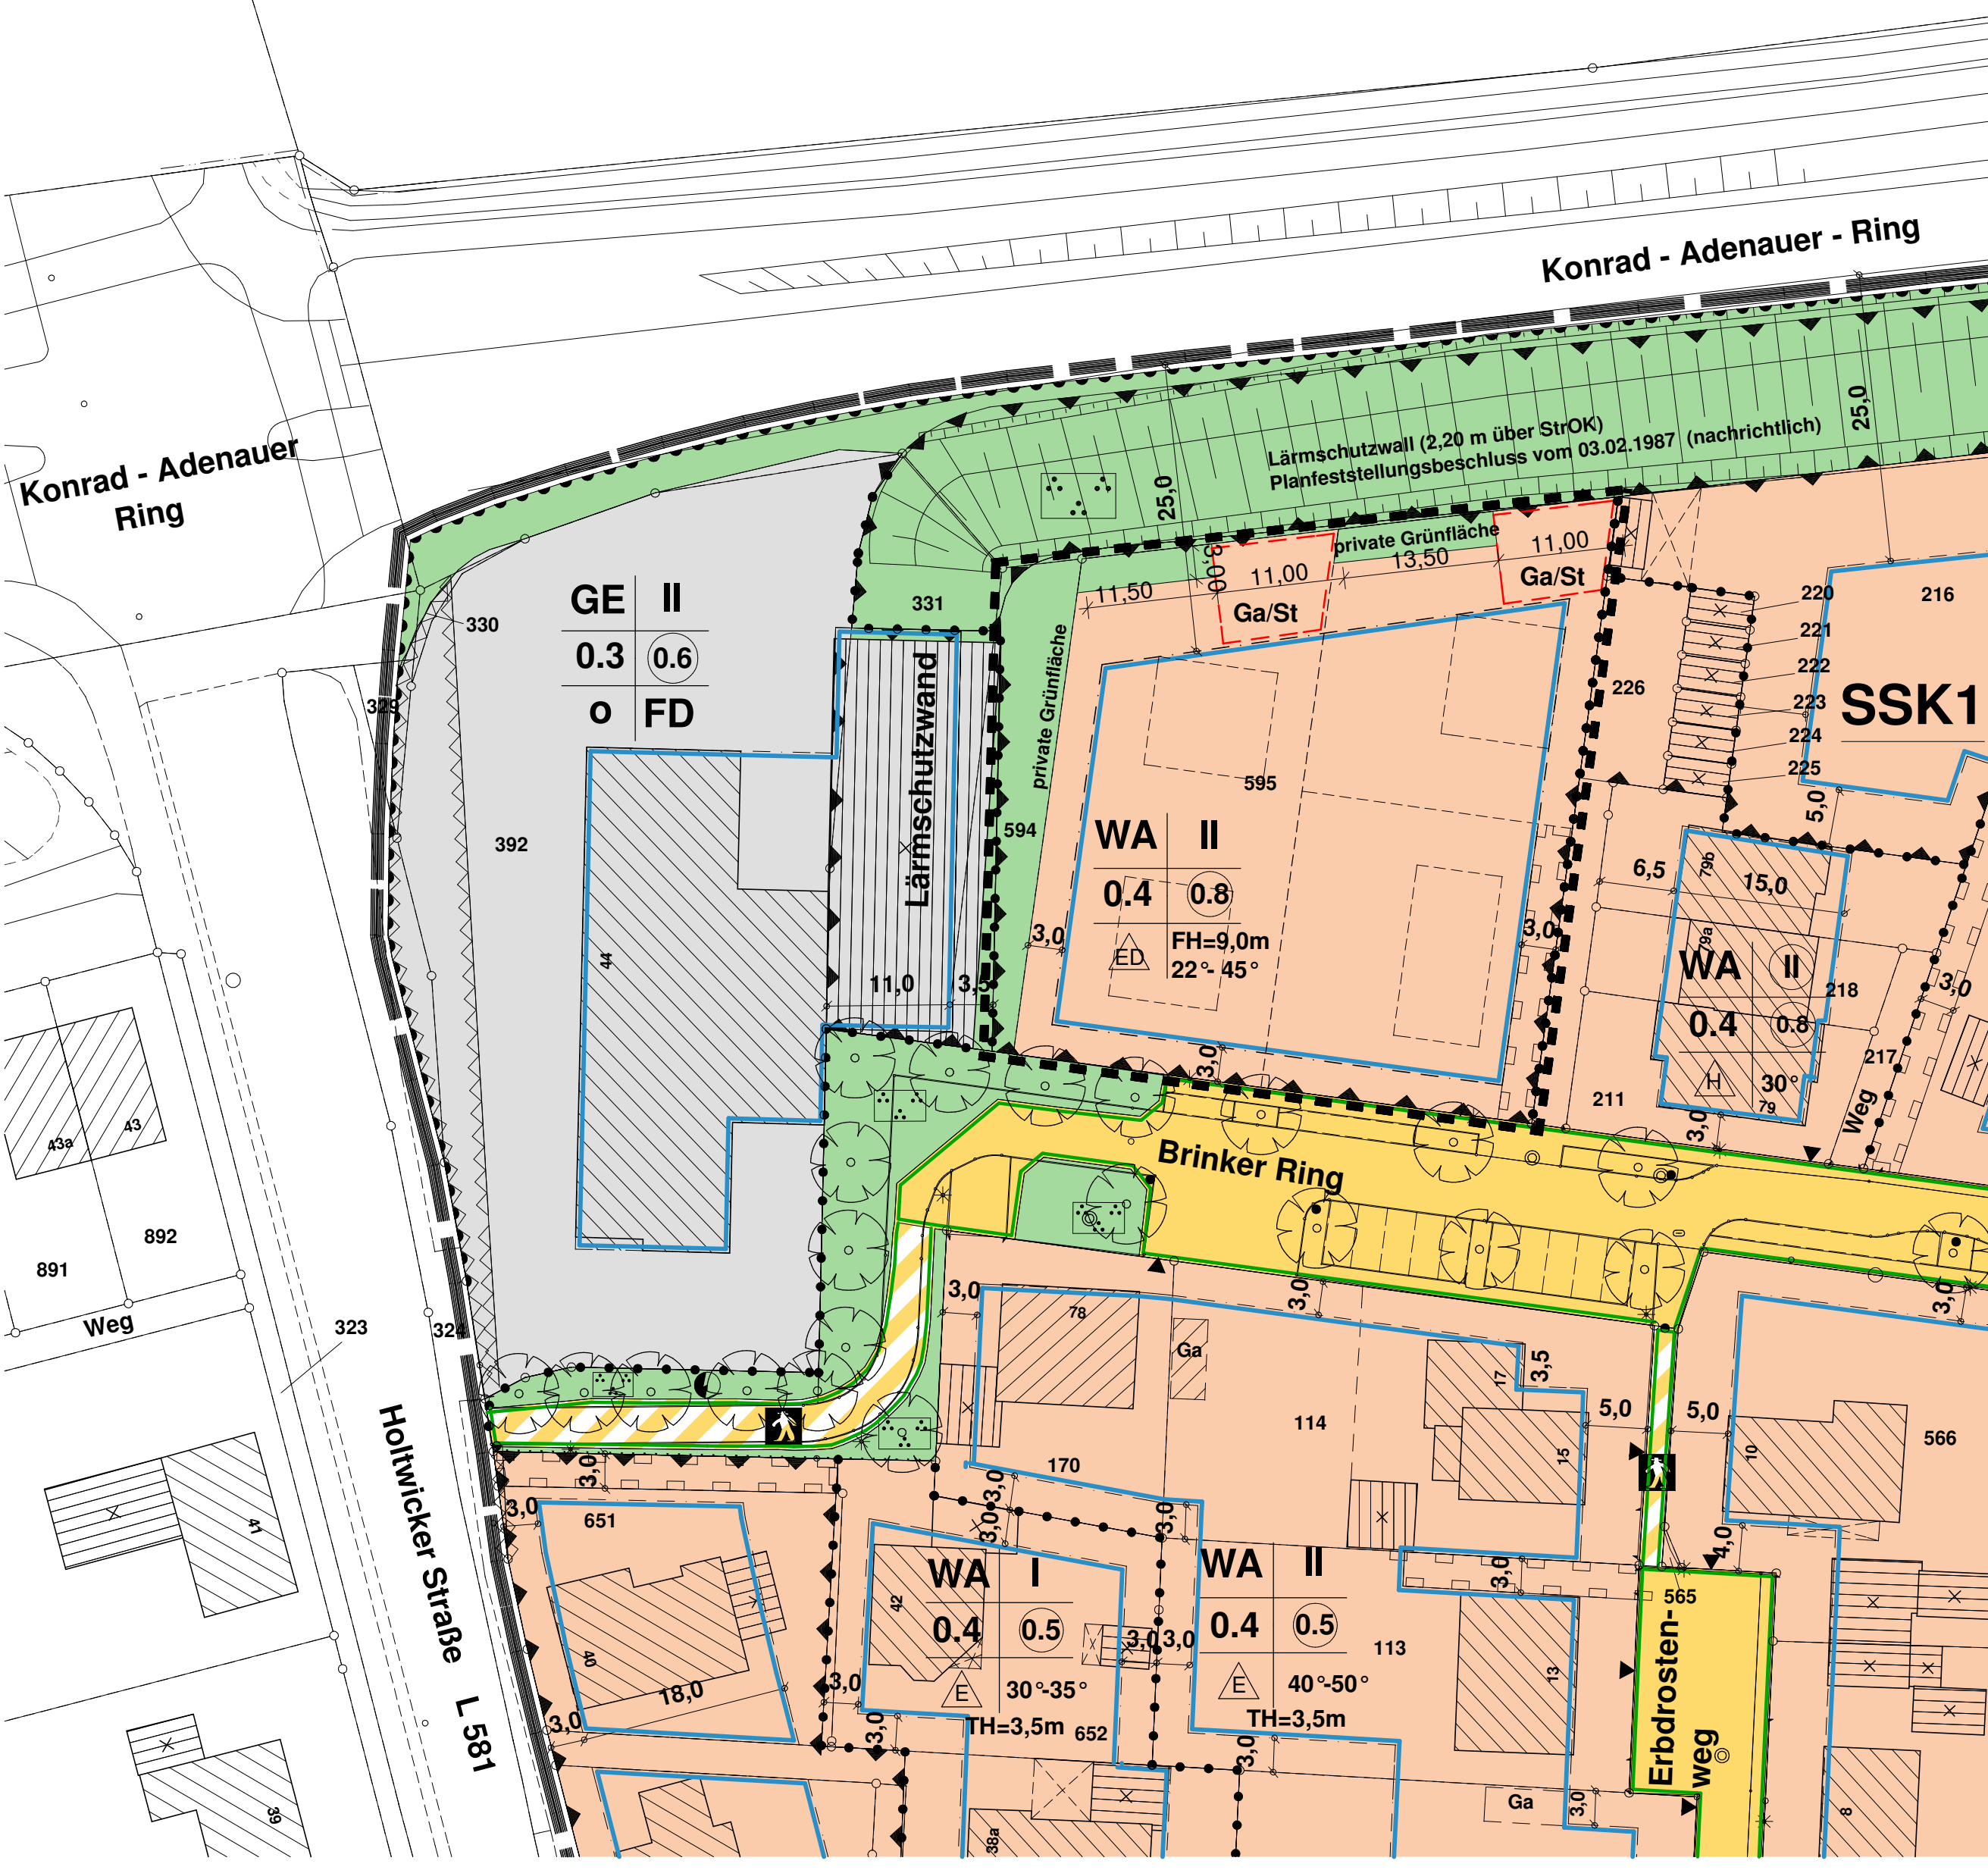 Konrad - Adenauer - Ring
Konrad - Adenauer
Ring
25,0
25,0
Lärmschutzwall (2,20 m über StrOK)
Planfeststellungsbeschluss vom 03.02.1987 (nachrichtlich)
private Grünfläche
11,50
3,00
11,00
13,50
11,00
Ga/St
Ga/St
330
GE II
0.3 0.6
o FD
331
329
392
44
Lärmschutzwand
11,0
3,5
private Grünfläche
594
595
WA II
0.4 0.8
ED
FH=9,0m
22°- 45°
3,0
3,0
3,0
220
221
222
223
224
225
226
216
SSK1
5,0
6,5
15,0
79b
79a
WA II
0.4 0.8
H
30°
79
218
217
3,0
3,0
211
Weg
Brinker Ring
43a
43
892
891
Weg
323
324
Holtwicker Straße L 581
41
39
3,0
78
Ga
3,0
3,0
17
3,5
15
5,0
5,0
10
566
114
170
3,0
3,0
651
3,0
3,0
3,0
40
18,0
3,0
3,0
3,0
42
WA I
0.4 0.5
E
30°-35°
TH=3,5m
652
3,0
3,0
WA II
0.4 0.5
E
40°-50°
TH=3,5m
113
3,0
3,0
4,0
565
13
Erbdrosten-
weg
Ga
3,0
8
38a